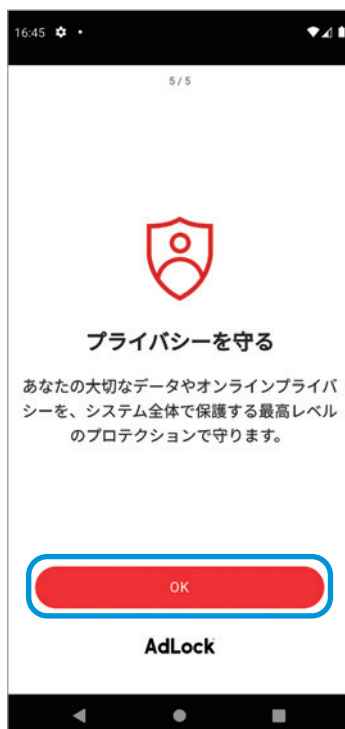 16:45
5 / 5
プライバシーを守る
あなたの大切なデータやオンラインプライバ
シーを、システム全体で保護する最高レベル
のプロテクションで守ります。
OK
AdLock